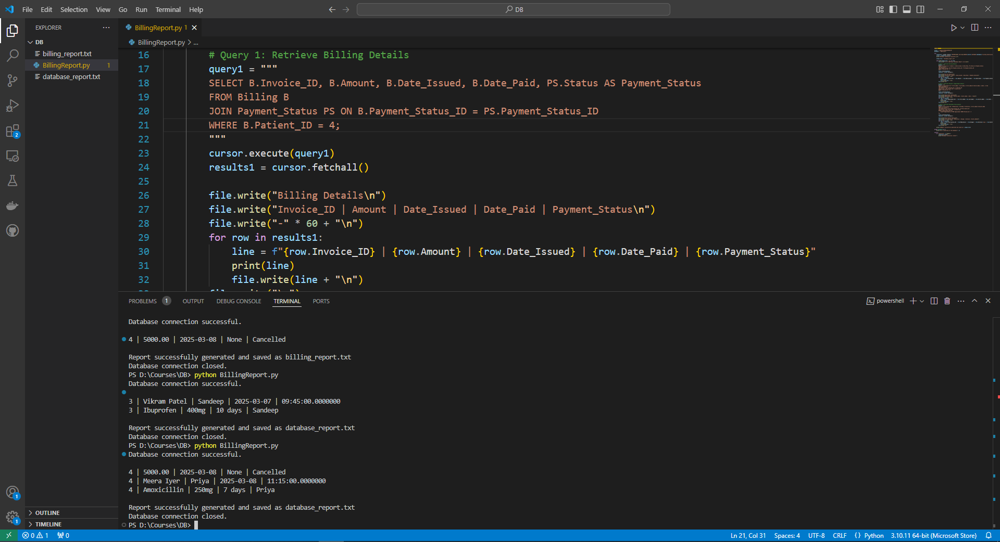 File Edit Selection View Go Run Terminal Help
DB
EXPLORER
DB
billing_report.txt
BillingReport.py 1
database_report.txt
OUTLINE
TIMELINE
BillingReport.py 1
BillingReport.py > ...
16 # Query 1: Retrieve Billing Details
17 query1 = """
18 SELECT B.Invoice_ID, B.Amount, B.Date_Issued, B.Date_Paid, PS.Status AS Payment_Status
19 FROM Billing B
20 JOIN Payment_Status PS ON B.Payment_Status_ID = PS.Payment_Status_ID
21 WHERE B.Patient_ID = 4;
22 """
23 cursor.execute(query1)
24 results1 = cursor.fetchall()
25
26 file.write("Billing Details\n")
27 file.write("Invoice_ID | Amount | Date_Issued | Date_Paid | Payment_Status\n")
28 file.write("-" * 60 + "\n")
29 for row in results1:
30 line = f"{row.Invoice_ID} | {row.Amount} | {row.Date_Issued} | {row.Date_Paid} | {row.Payment_Status}"
31 print(line)
32 file.write(line + "\n")
PROBLEMS 1 OUTPUT DEBUG CONSOLE TERMINAL PORTS
powershell
Database connection successful.
4 | 5000.00 | 2025-03-08 | None | Cancelled
Report successfully generated and saved as billing_report.txt
Database connection closed.
PS D:\Courses\DB> python BillingReport.py
Database connection successful.
3 | Vikram Patel | Sandeep | 2025-03-07 | 09:45:00.0000000
3 | Ibuprofen | 400mg | 10 days | Sandeep
Report successfully generated and saved as database_report.txt
Database connection closed.
PS D:\Courses\DB> python BillingReport.py
Database connection successful.
4 | 5000.00 | 2025-03-08 | None | Cancelled
4 | Meera Iyer | Priya | 2025-03-08 | 11:15:00.0000000
4 | Amoxicillin | 250mg | 7 days | Priya
Report successfully generated and saved as database_report.txt
Database connection closed.
PS D:\Courses\DB>
2
1
1
0 1 0
Ln 21, Col 31 Spaces: 4 UTF-8 CRLF {} Python 3.10.11 64-bit (Microsoft Store)